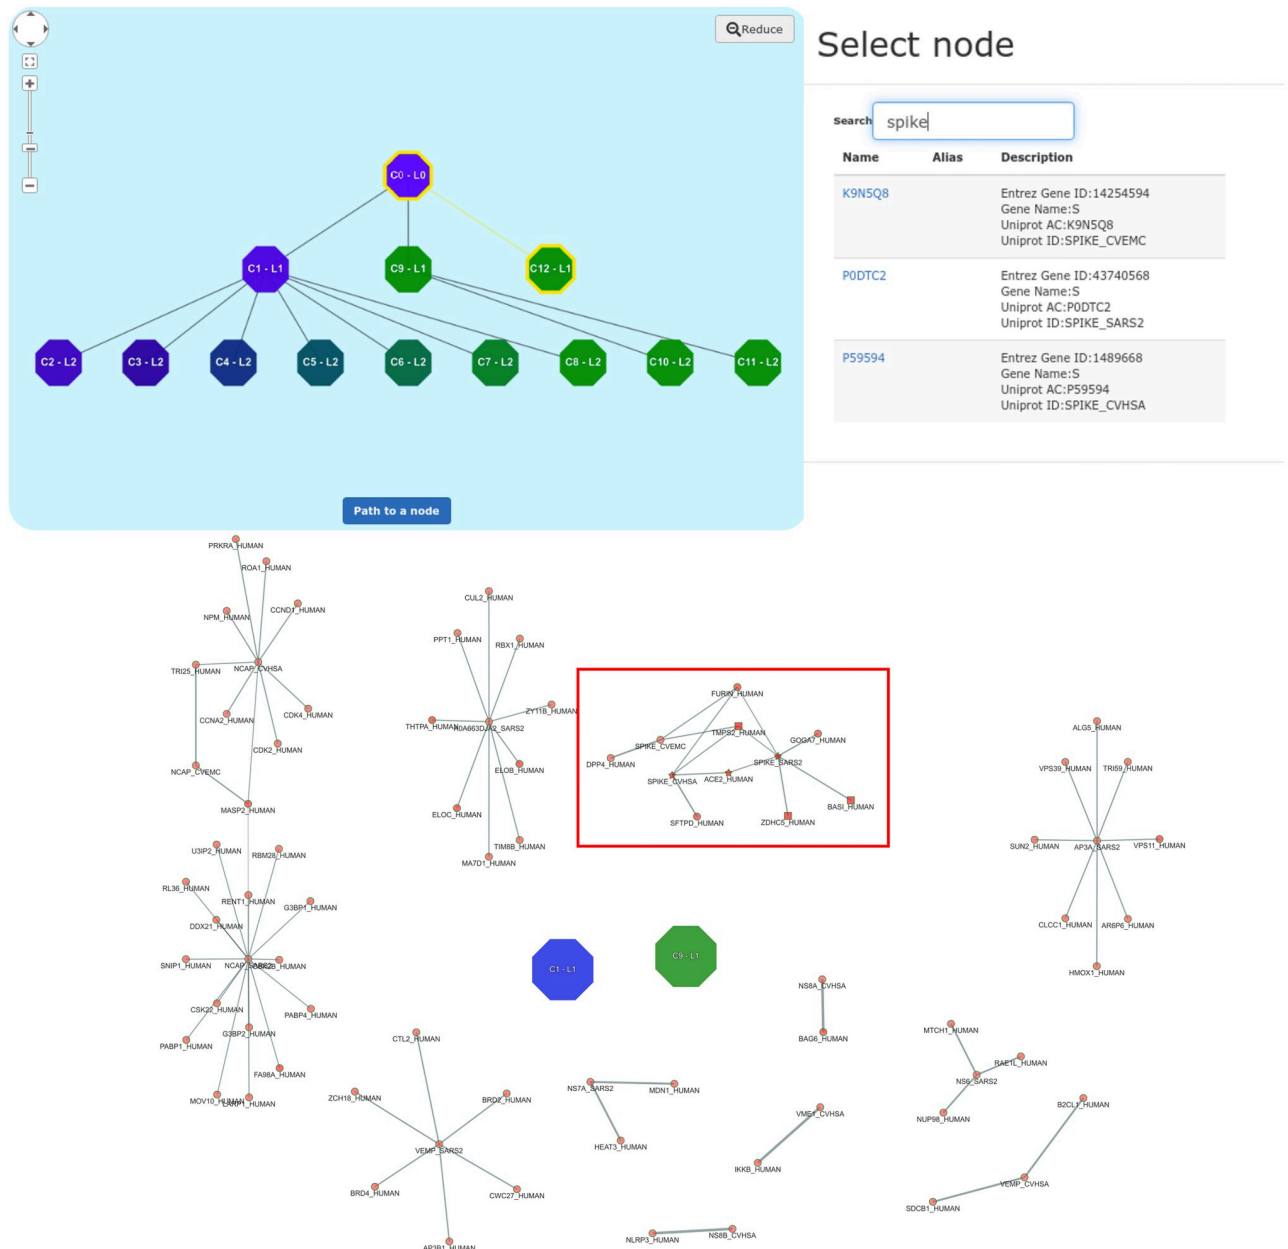 Reduce
C0 - L0
C1 - L1
C9 - L1
C12 - L1
C2 - L2
C3 - L2
C4 - L2
C5 - L2
C6 - L2
C7 - L2
C8 - L2
C10 - L2
C11 - L2
Path to a node
Select node
Search
spike
Name Alias Description
K9N5Q8
Entrez Gene ID:14254594
Gene Name:S
Uniprot AC:K9N5Q8
Uniprot ID:SPIKE_CVEMC
P0DTC2
Entrez Gene ID:43740568
Gene Name:S
Uniprot AC:P0DTC2
Uniprot ID:SPIKE_SARS2
P59594
Entrez Gene ID:1489668
Gene Name:S
Uniprot AC:P59594
Uniprot ID:SPIKE_CVHSA
PRKRA_HUMAN
ROA1_HUMAN
NPM_HUMAN
CCND1_HUMAN
TRI25_HUMAN
NCAP_CVHSA
CCNA2_HUMAN
CDK4_HUMAN
CDK2_HUMAN
NCAP_CVEMC
MASP2_HUMAN
U3IP2_HUMAN
RBM28_HUMAN
RL36_HUMAN
RENT1_HUMAN
G3BP1_HUMAN
DDX21_HUMAN
SNIP1_HUMAN
NCAP_SARS2
CSK22_HUMAN
PABP4_HUMAN
G3BP2_HUMAN
PABP1_HUMAN
FA98A_HUMAN
MOV10_HUMAN
CUL2_HUMAN
PPT1_HUMAN
RBX1_HUMAN
ZY11B_HUMAN
THTPA_HUMAN
A0A663DJA2_SARS2
ELOB_HUMAN
ELOC_HUMAN
TIM8B_HUMAN
MA7D1_HUMAN
FURIN_HUMAN
TMPS2_HUMAN
GOGA7_HUMAN
SPIKE_CVEMC
DPP4_HUMAN
SPIKE_SARS2
SPIKE_CVHSA
ACE2_HUMAN
BASI_HUMAN
SFTPD_HUMAN
ZDHC5_HUMAN
ALG5_HUMAN
VPS39_HUMAN
TRI59_HUMAN
SUN2_HUMAN
AP3A_SARS2
VPS11_HUMAN
CLCC1_HUMAN
AR6P6_HUMAN
HMOX1_HUMAN
C1 - L1
C9 - L1
NS8A_CVHSA
BAG6_HUMAN
CTL2_HUMAN
ZCH18_HUMAN
BRD2_HUMAN
VEMP_SARS2
BRD4_HUMAN
CWC27_HUMAN
AP3B1_HUMAN
NS7A_SARS2
MDN1_HUMAN
HEAT3_HUMAN
VME1_CVHSA
IKKB_HUMAN
NLRP3_HUMAN
NS8B_CVHSA
MTCH1_HUMAN
RAE1L_HUMAN
NS6_SARS2
NUP98_HUMAN
B2CL1_HUMAN
VEMP_CVHSA
SDCB1_HUMAN